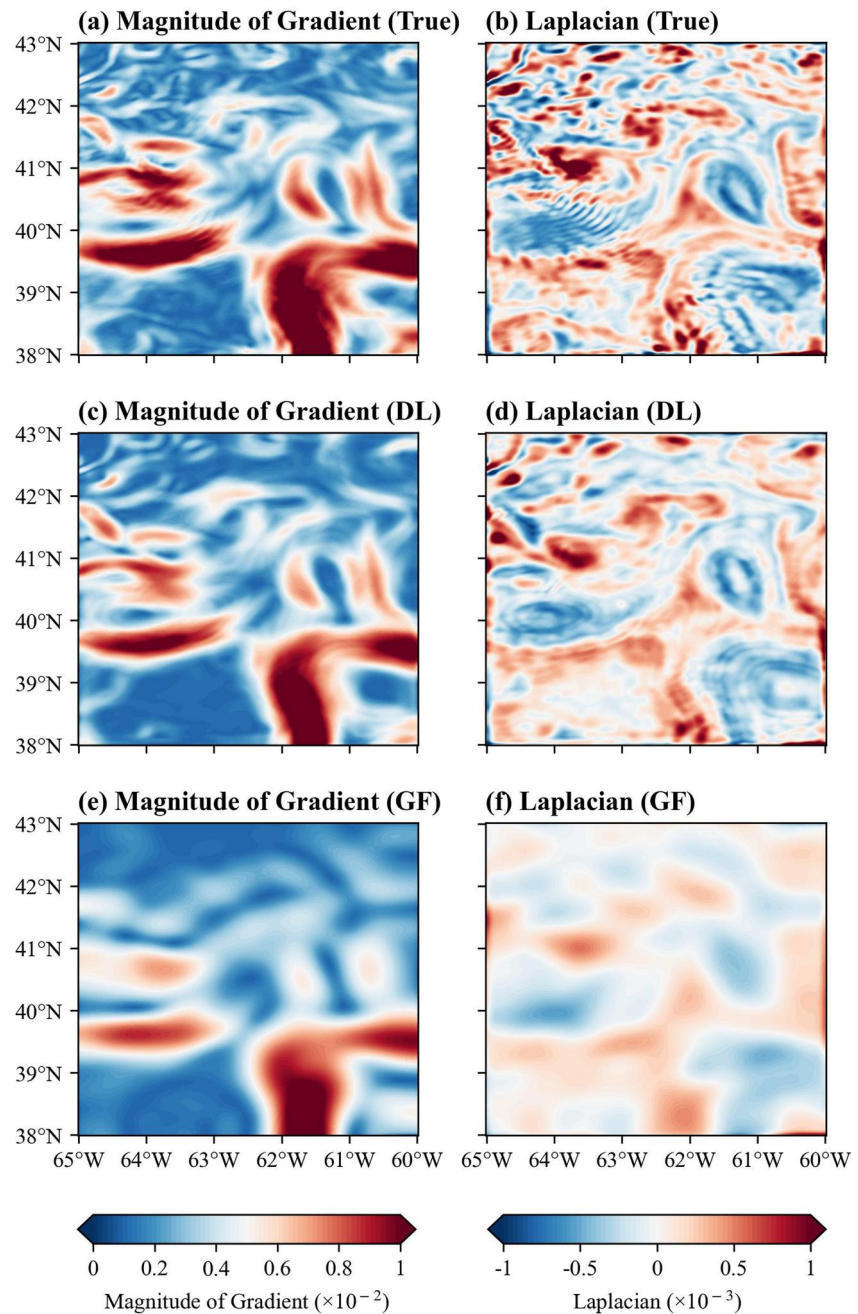 (a) Magnitude of Gradient (True) (b) Laplacian (True)
43°N
42°N
41°N
40°N
39°N
38°N
(c) Magnitude of Gradient (DL) (d) Laplacian (DL)
43°N
42°N
41°N
40°N
39°N
38°N
(e) Magnitude of Gradient (GF) (f) Laplacian (GF)
43°N
42°N
41°N
40°N
39°N
38°N
65°W 64°W 63°W 62°W 61°W 60°W 65°W 64°W 63°W 62°W 61°W 60°W
0 0.2 0.4 0.6 0.8 1 -1 -0.5 0 0.5 1
Magnitude of Gradient (×10⁻²) Laplacian (×10⁻³)